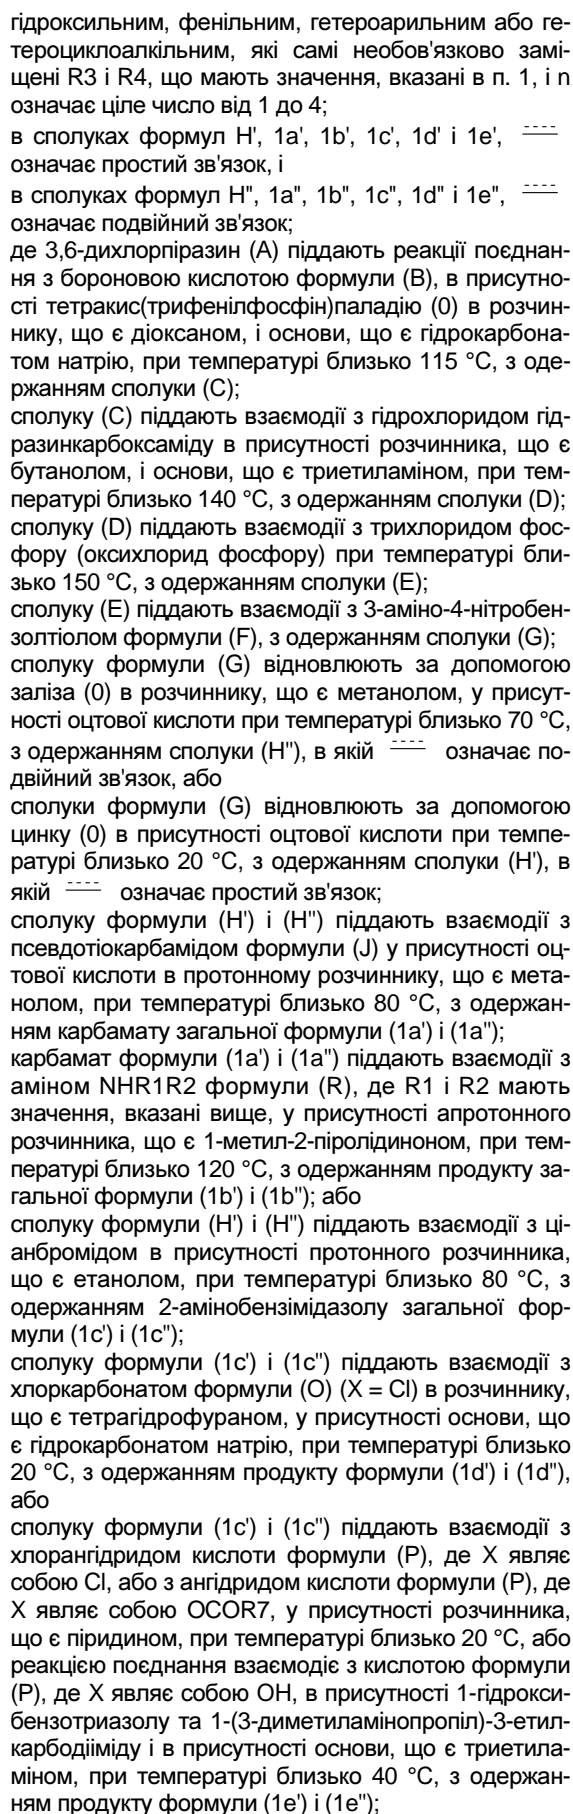 гідроксильним, фенільним, гетероарильним або ге-
тероциклоалкільним, які самі необов'язково замі-
щені R3 і R4, що мають значення, вказані в п. 1, і n
означає ціле число від 1 до 4;
в сполуках формул H', 1a', 1b', 1c', 1d' і 1e',
означає простий зв'язок, і
в сполуках формул H", 1a", 1b", 1c", 1d" і 1e",
означає подвійний зв'язок;
де 3,6-дихлорпіразин (A) піддають реакції поєднан-
ня з бороновою кислотою формули (B), в присутно-
сті тетракис(трифенілфосфін)паладію (0) в розчин-
нику, що є діоксаном, і основи, що є гідрокарбона-
том натрію, при температурі близько 115 °C, з оде-
ржанням сполуки (C);
сполуку (C) піддають взаємодії з гідрохлоридом гід-
разинкарбоксаміду в присутності розчинника, що є
бутанолом, і основи, що є триетиламіном, при тем-
пературі близько 140 °C, з одержанням сполуки (D);
сполуку (D) піддають взаємодії з трихлоридом фос-
фору (оксихлорид фосфору) при температурі бли-
зько 150 °C, з одержанням сполуки (E);
сполуку (E) піддають взаємодії з 3-аміно-4-нітробен-
золтіолом формули (F), з одержанням сполуки (G);
сполуку формули (G) відновлюють за допомогою
заліза (0) в розчиннику, що є метанолом, у присут-
ності оцтової кислоти при температурі близько 70 °C,
з одержанням сполуки (H"), в якій означає по-
двійний зв'язок, або
сполуки формули (G) відновлюють за допомогою
цинку (0) в присутності оцтової кислоти при темпе-
ратурі близько 20 °C, з одержанням сполуки (H'), в
якій означає простий зв'язок;
сполуку формули (H') і (H") піддають взаємодії з
псевдотіокарбамідом формули (J) у присутності оц-
тової кислоти в протонному розчиннику, що є мета-
нолом, при температурі близько 80 °C, з одержан-
ням карбамату загальної формули (1a') і (1a");
карбамат формули (1a') і (1a") піддають взаємодії з
аміном NHR1R2 формули (R), де R1 і R2 мають
значення, вказані вище, у присутності апротонного
розчинника, що є 1-метил-2-піролідиноном, при тем-
пературі близько 120 °C, з одержанням продукту за-
гальної формули (1b') і (1b"); або
сполуку формули (H') і (H") піддають взаємодії з ці-
анбромідом в присутності протонного розчинника,
що є етанолом, при температурі близько 80 °C, з
одержанням 2-амінобензімідазолу загальної фор-
мули (1c') і (1c");
сполуку формули (1c') і (1c") піддають взаємодії з
хлоркарбонатом формули (O) (X = Cl) в розчиннику,
що є тетрагідрофураном, у присутності основи, що
є гідрокарбонатом натрію, при температурі близько
20 °C, з одержанням продукту формули (1d') і (1d"),
або
сполуку формули (1c') і (1c") піддають взаємодії з
хлорангідридом кислоти формули (P), де X являє
собою Cl, або з ангідридом кислоти формули (P), де
X являє собою OCOR7, у присутності розчинника,
що є піридином, при температурі близько 20 °C, або
реакцією поєднання взаємодіє з кислотою формули
(P), де X являє собою OH, в присутності 1-гідрокси-
бензотриазолу та 1-(3-диметиламінопропіл)-3-етил-
карбодііміду і в присутності основи, що є триетила-
міном, при температурі близько 40 °C, з одержан-
ням продукту формули (1e') і (1e");